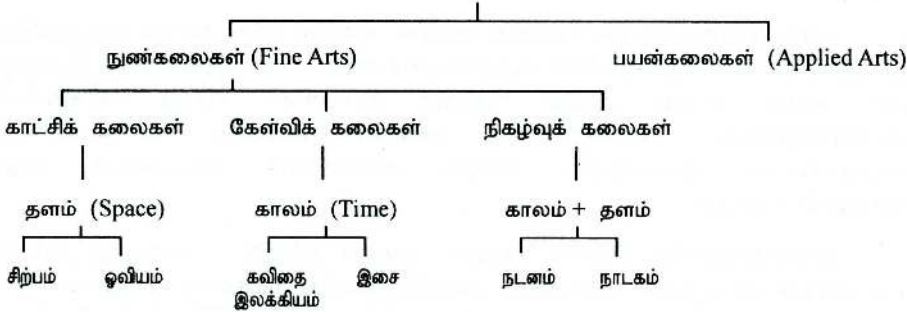 நுண்கலைகள் (Fine Arts) பயன்கலைகள் (Applied Arts)
காட்சிக் கலைகள் கேள்விக் கலைகள் நிகழ்வுக் கலைகள்
தளம் (Space) காலம் (Time) காலம் + தளம்
சிற்பம் ஓவியம் கவிதை இசை நடனம் நாடகம்
இலக்கியம்